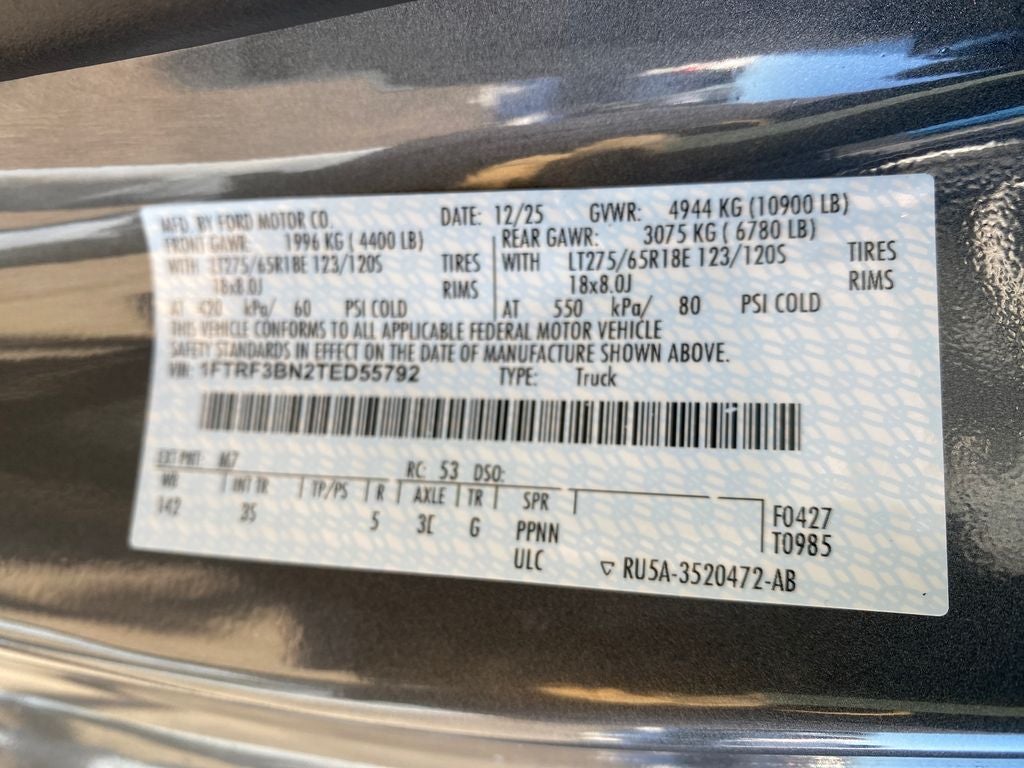 MFD. BY FORD MOTOR CO. DATE: 12/25 GVWR: 4944 KG (10900 LB)
FRONT GAWR: 1996 KG ( 4400 LB) REAR GAWR: 3075 KG ( 6780 LB)
WITH LT275/65R18E 123/120S TIRES WITH LT275/65R18E 123/120S TIRES
18x8.0J RIMS 18x8.0J RIMS
AT 420 kPa/ 60 PSI COLD AT 550 kPa/ 80 PSI COLD
THIS VEHICLE CONFORMS TO ALL APPLICABLE FEDERAL MOTOR VEHICLE
SAFETY STANDARDS IN EFFECT ON THE DATE OF MANUFACTURE SHOWN ABOVE.
VIN: 1FTRF3BN2TED55792 TYPE: Truck
EXT PNT: M7 RC: 53 DSO:
WB INT TR TP/PS R AXLE TR SPR
142 3S 5 3E G PPNN F0427
ULC T0985
RU5A-3520472-AB